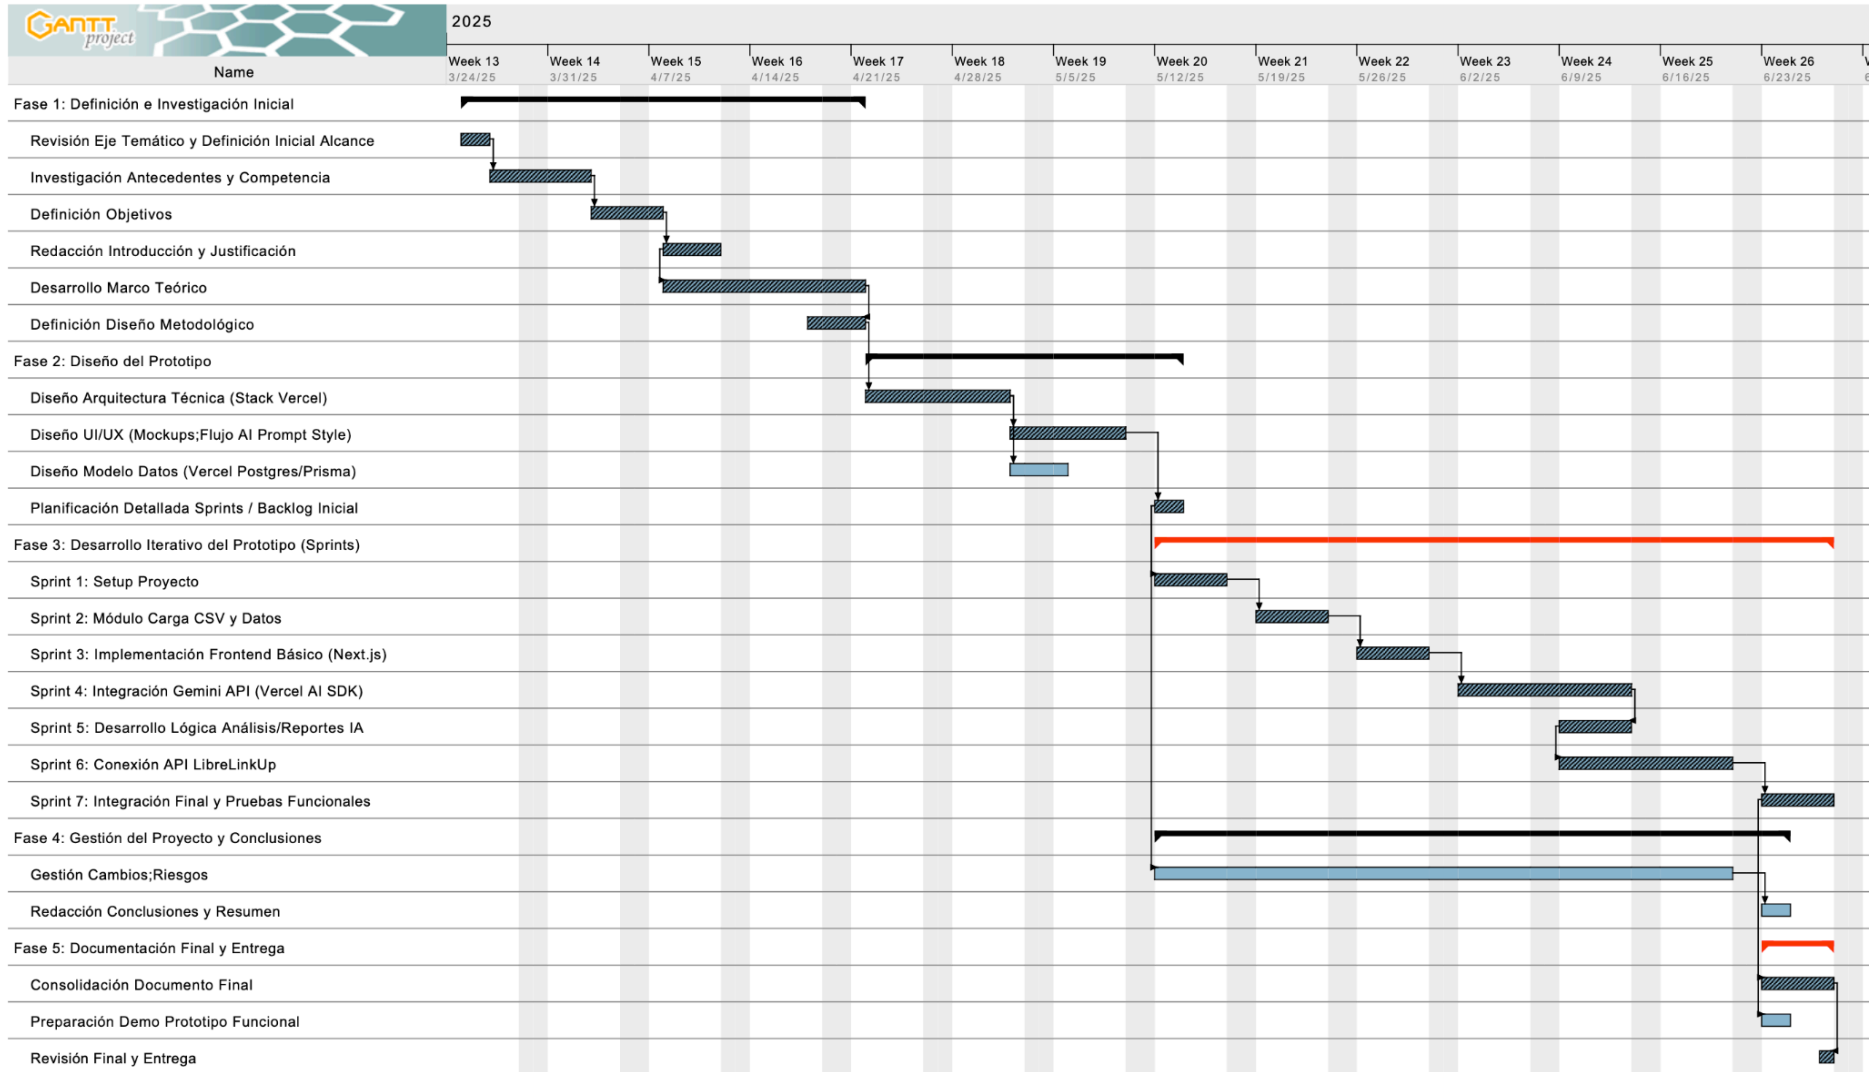 GANTT
project
2025
Name
Week 13
3/24/25
Week 14
3/31/25
Week 15
4/7/25
Week 16
4/14/25
Week 17
4/21/25
Week 18
4/28/25
Week 19
5/5/25
Week 20
5/12/25
Week 21
5/19/25
Week 22
5/26/25
Week 23
6/2/25
Week 24
6/9/25
Week 25
6/16/25
Week 26
6/23/25
Fase 1: Definición e Investigación Inicial
Revisión Eje Temático y Definición Inicial Alcance
Investigación Antecedentes y Competencia
Definición Objetivos
Redacción Introducción y Justificación
Desarrollo Marco Teórico
Definición Diseño Metodológico
Fase 2: Diseño del Prototipo
Diseño Arquitectura Técnica (Stack Vercel)
Diseño UI/UX (Mockups;Flujo AI Prompt Style)
Diseño Modelo Datos (Vercel Postgres/Prisma)
Planificación Detallada Sprints / Backlog Inicial
Fase 3: Desarrollo Iterativo del Prototipo (Sprints)
Sprint 1: Setup Proyecto
Sprint 2: Módulo Carga CSV y Datos
Sprint 3: Implementación Frontend Básico (Next.js)
Sprint 4: Integración Gemini API (Vercel AI SDK)
Sprint 5: Desarrollo Lógica Análisis/Reportes IA
Sprint 6: Conexión API LibreLinkUp
Sprint 7: Integración Final y Pruebas Funcionales
Fase 4: Gestión del Proyecto y Conclusiones
Gestión Cambios;Riesgos
Redacción Conclusiones y Resumen
Fase 5: Documentación Final y Entrega
Consolidación Documento Final
Preparación Demo Prototipo Funcional
Revisión Final y Entrega